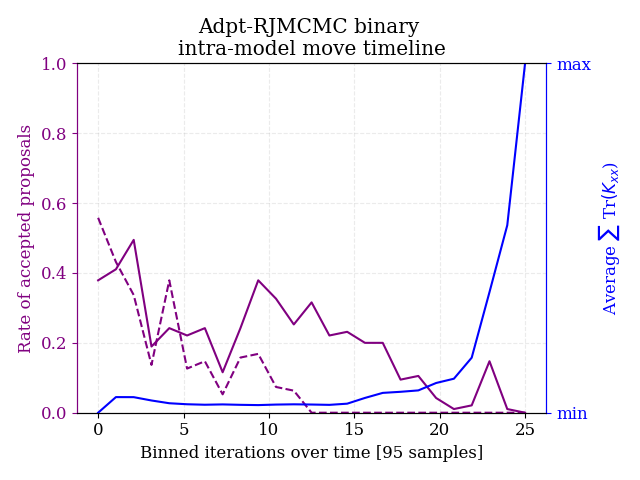 Adpt-RJMCMC binary
intra-model move timeline
Rate of accepted proposals
1.0
0.8
0.6
0.4
0.2
0.0
0
5
10
15
20
25
Binned iterations over time [95 samples]
max
min
Average ∑ Tr(Kₓₓ)